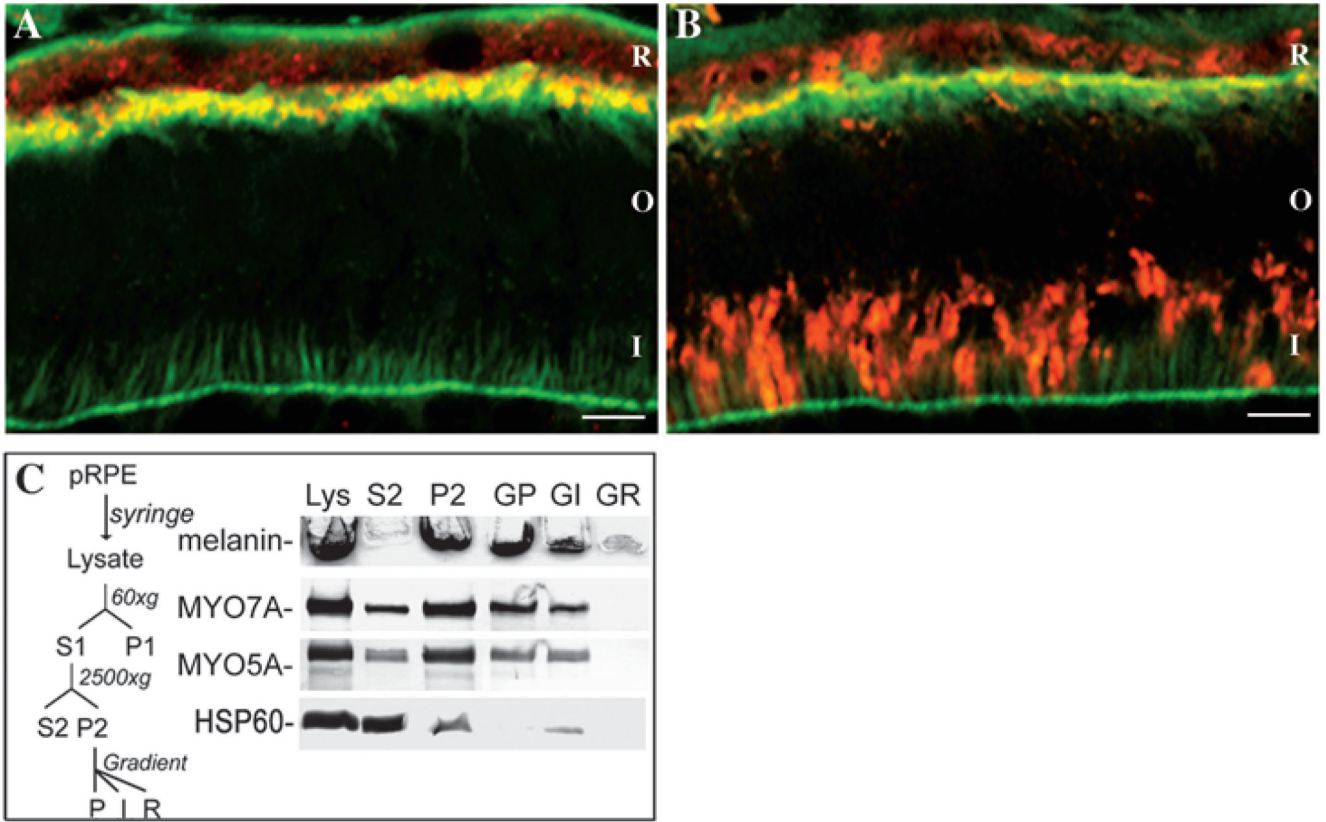 A
R
O
I
B
R
O
I
C
pRPE
syringe
Lysate
60xg
S1 P1
2500xg
S2 P2
Gradient
P I R
Lys S2 P2 GP GI GR
melanin-
MYO7A-
MYO5A-
HSP60-